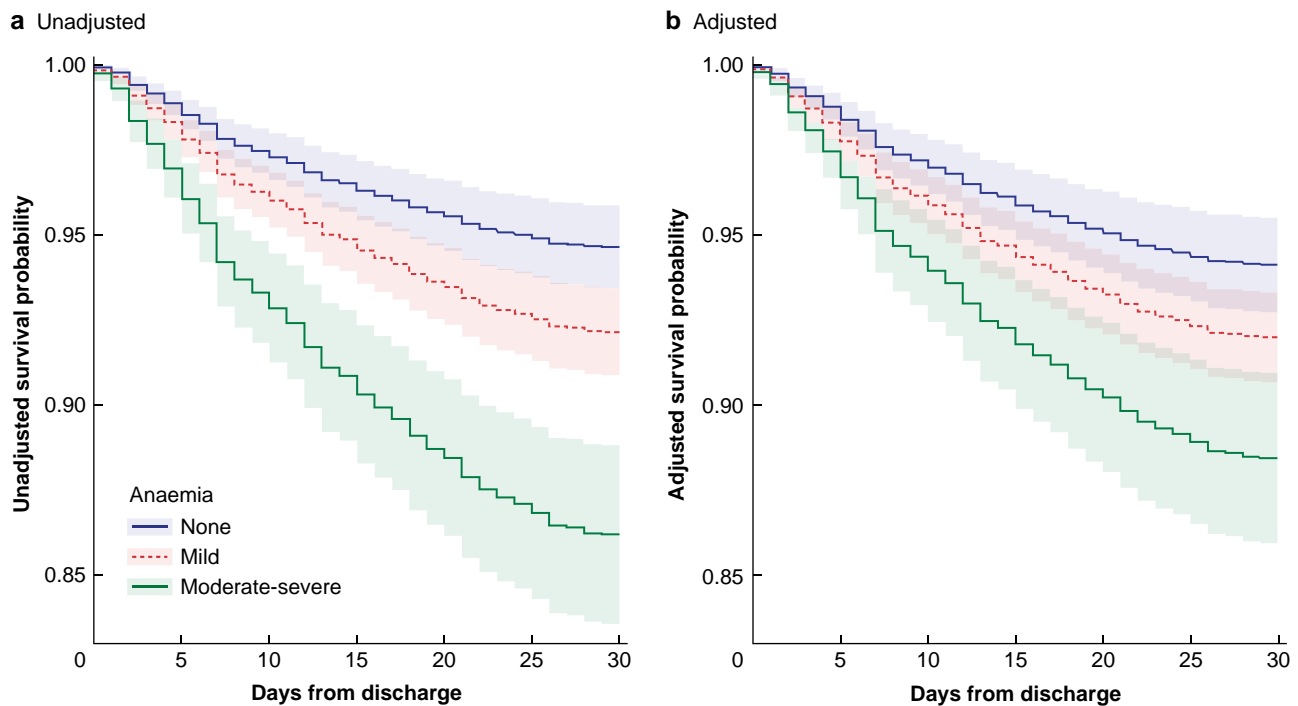 a Unadjusted
1.00
0.95
0.90
0.85
0
Unadjusted survival probability
Anaemia
None
Mild
Moderate-severe
5
10
15
20
25
30
Days from discharge
b Adjusted
1.00
0.95
0.90
0.85
0
Adjusted survival probability
5
10
15
20
25
30
Days from discharge